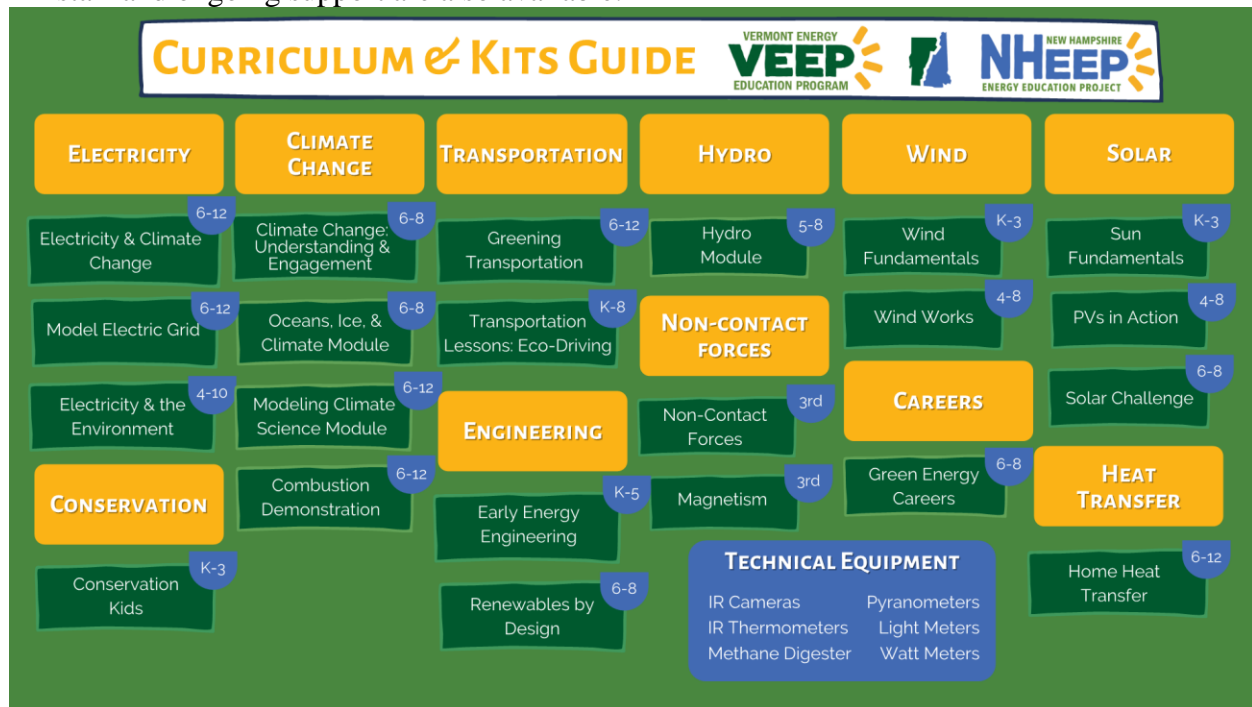 staff and ongoing support are also available.
CURRICULUM & KITS GUIDE
VERMONT ENERGY
VEEP
EDUCATION PROGRAM
NEW HAMPSHIRE
NHEEP
ENERGY EDUCATION PROJECT
ELECTRICITY
6-12
Electricity & Climate
Change
6-12
Model Electric Grid
4-10
Electricity & the
Environment
CONSERVATION
K-3
Conservation
Kids
CLIMATE
CHANGE
6-8
Climate Change:
Understanding &
Engagement
6-8
Oceans, Ice, &
Climate Module
6-12
Modeling Climate
Science Module
6-12
Combustion
Demonstration
TRANSPORTATION
6-12
Greening
Transportation
K-8
Transportation
Lessons: Eco-Driving
ENGINEERING
K-5
Early Energy
Engineering
6-8
Renewables by
Design
HYDRO
5-8
Hydro
Module
NON-CONTACT
FORCES
3rd
Non-Contact
Forces
3rd
Magnetism
WIND
K-3
Wind
Fundamentals
4-8
Wind Works
CAREERS
6-8
Green Energy
Careers
SOLAR
K-3
Sun
Fundamentals
4-8
PVs in Action
6-8
Solar Challenge
HEAT
TRANSFER
6-12
Home Heat
Transfer
TECHNICAL EQUIPMENT
IR Cameras
IR Thermometers
Methane Digester
Pyranometers
Light Meters
Watt Meters